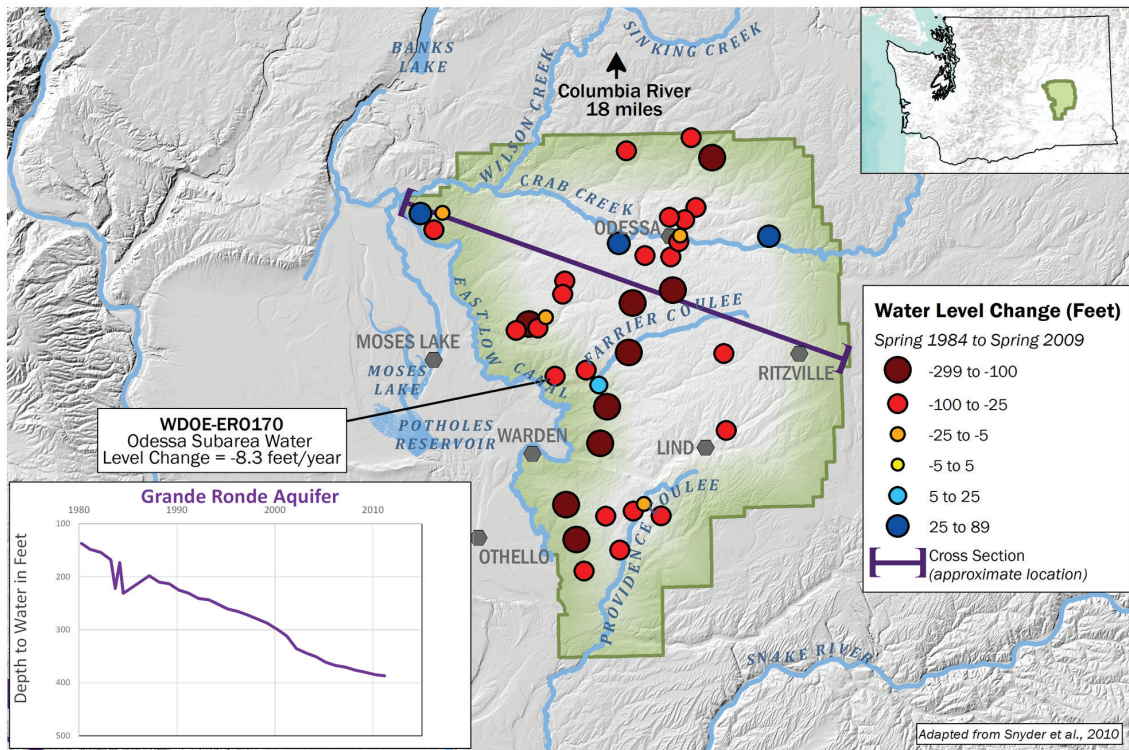 BANKS
LAKE
SINKING CREEK
Columbia River
18 miles
WILSON CREEK
CRAB CREEK
ODESSA
EAST LOW
CANAL
FARRIER COULEE
MOSES LAKE
MOSES
LAKE
RITZVILLE
WDOE-ERO170
Odessa Subarea Water
Level Change = -8.3 feet/year
POTHOLES
RESERVOIR
WARDEN
LIND
OTHELLO
PROVIDENCE COULEE
SNAKE RIVER
Water Level Change (Feet)
Spring 1984 to Spring 2009
-299 to -100
-100 to -25
-25 to -5
-5 to 5
5 to 25
25 to 89
Cross Section
(approximate location)
Grande Ronde Aquifer
1980 1990 2000 2010
Depth to Water in Feet
100
200
300
400
500
Adapted from Snyder et al., 2010